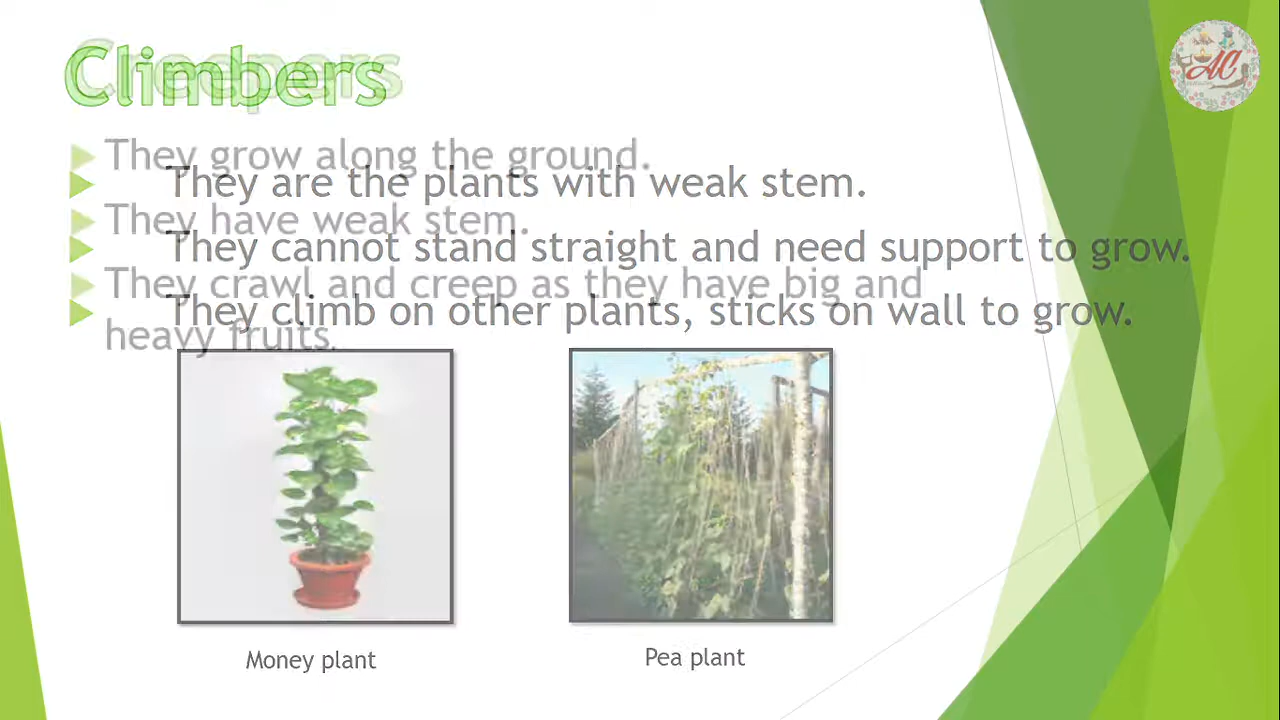 Climbers
Creepers
They grow along the ground.
They are the plants with weak stem.
They have weak stem.
They cannot stand straight and need support to grow.
They crawl and creep as they have big and
They climb on other plants, sticks on wall to grow.
heavy fruits.
Money plant
Pea plant
AC